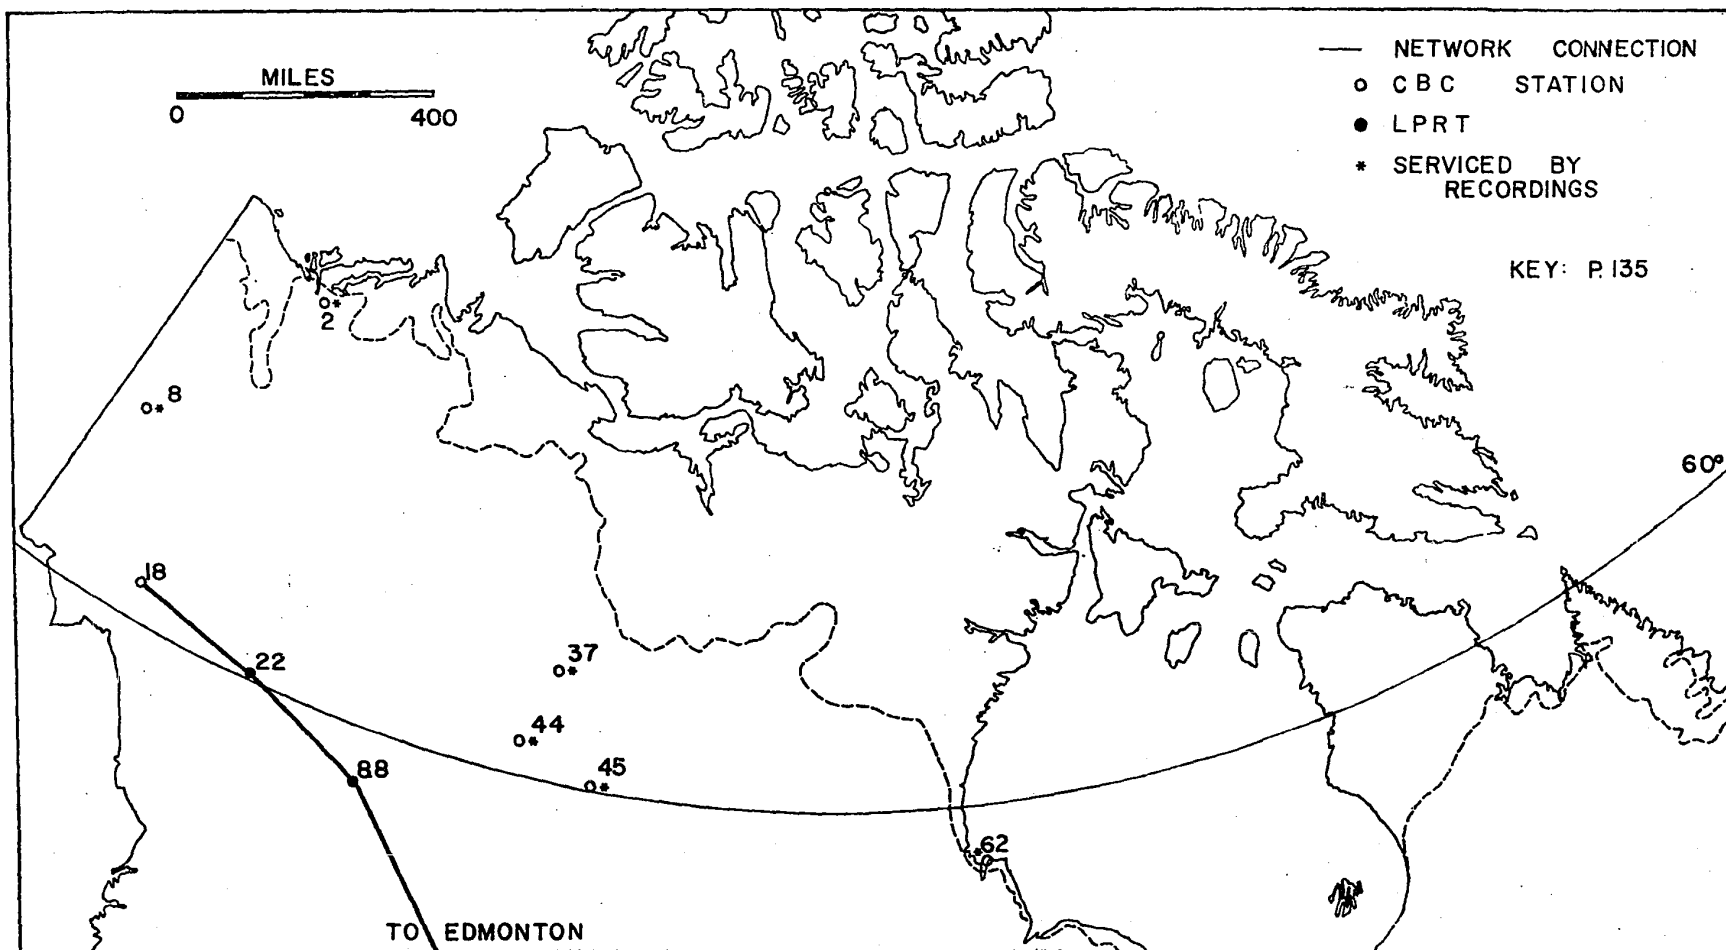 MILES
0 400
NETWORK CONNECTION
CBC STATION
LPRT
* SERVICED BY
RECORDINGS
KEY: P. 135
2
8
60°
18
22
37
44
45
88
62
TO EDMONTON